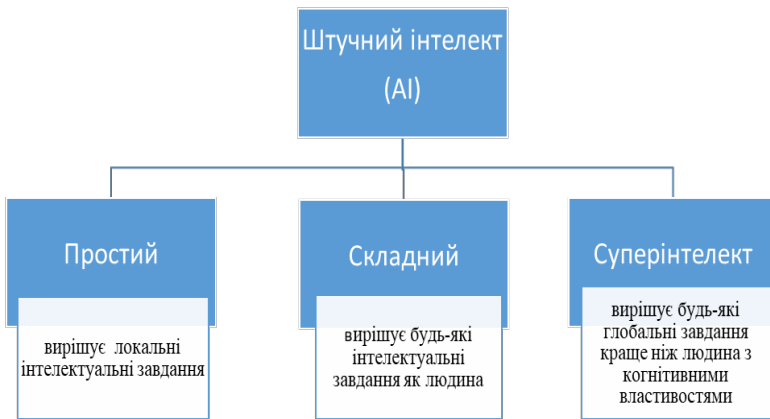 Штучний інтелект
(AI)
Простий
вирішує локальні
інтелектуальні завдання
Складний
вирішує будь-які
інтелектуальні
завдання як людина
Суперінтелект
вирішує будь-які
глобальні завдання
краще ніж людина з
когнітивними
властивостями